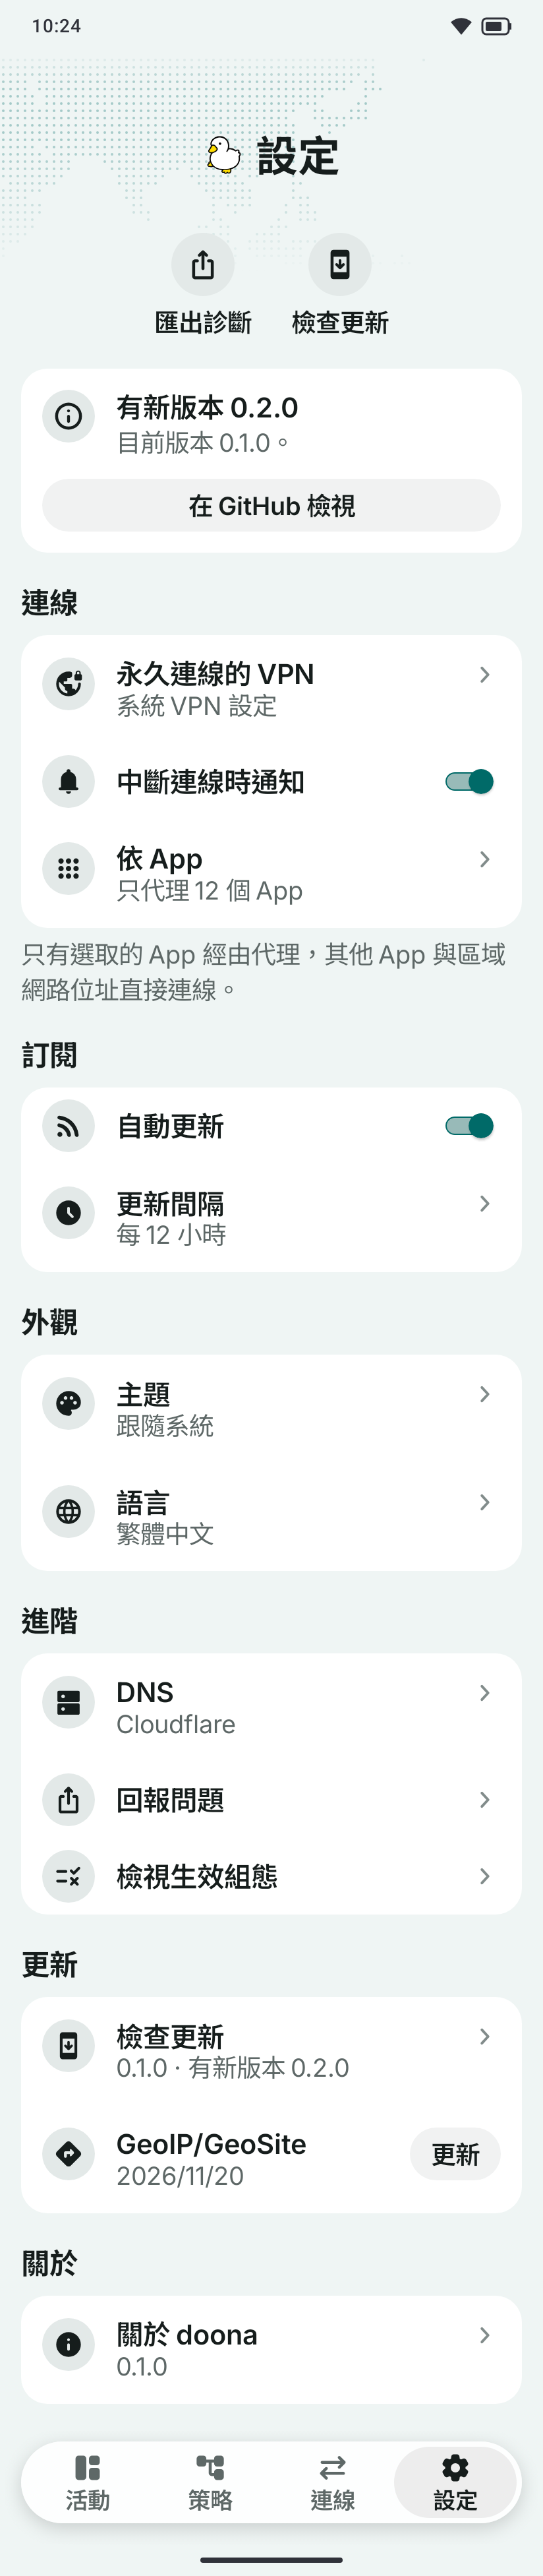 10:24
設定
匯出診斷
檢查更新
有新版本 0.2.0
目前版本 0.1.0。
在 GitHub 檢視
連線
永久連線的 VPN
系統 VPN 設定
中斷連線時通知
依 App
只代理 12 個 App
只有選取的 App 經由代理，其他 App 與區域
網路位址直接連線。
訂閱
自動更新
更新間隔
每 12 小時
外觀
主題
跟隨系統
語言
繁體中文
進階
DNS
Cloudflare
回報問題
檢視生效組態
更新
檢查更新
0.1.0 · 有新版本 0.2.0
GeoIP/GeoSite
2026/11/20
更新
關於
關於 doona
0.1.0
活動
策略
連線
設定